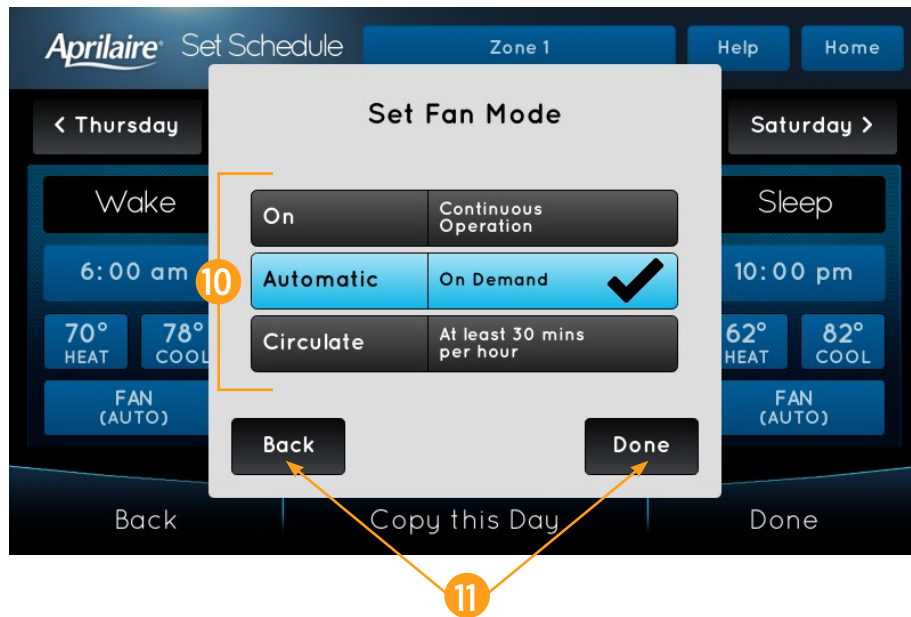 Aprilaire® Set Schedule
Zone 1
Help
Home
< Thursday
Set Fan Mode
Saturday >
Wake
Sleep
On
Continuous
Operation
6:00 am
10
Automatic
On Demand
10:00 pm
70° HEAT
78° COOL
Circulate
At least 30 mins
per hour
62° HEAT
82° COOL
FAN
(AUTO)
FAN
(AUTO)
Back
Done
Back
Copy this Day
Done
11